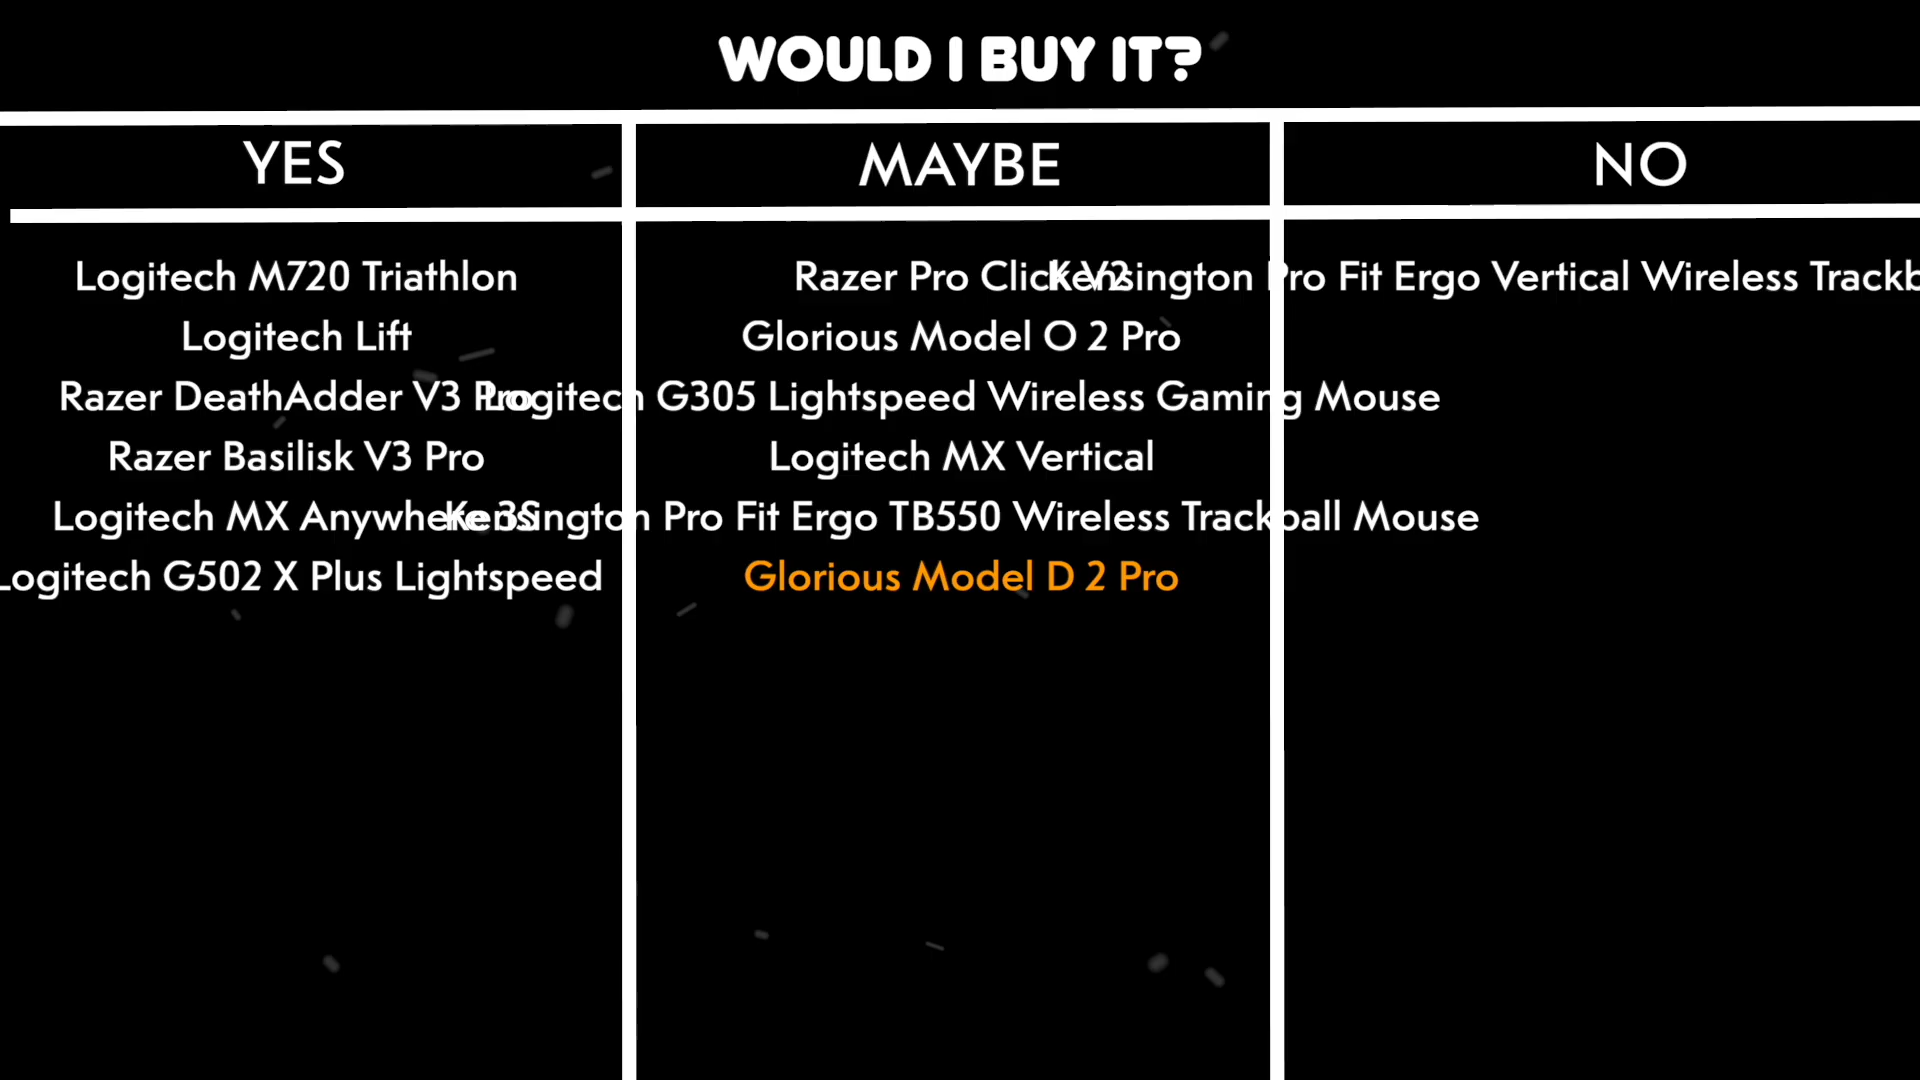 WOULD I BUY IT?
YES
MAYBE
NO
Logitech M720 Triathlon
Logitech Lift
Razer DeathAdder V3 Pro
Razer Basilisk V3 Pro
Logitech MX Anywhere 3S
Logitech G502 X Plus Lightspeed
Razer Pro Click V2
Glorious Model O 2 Pro
Logitech G305 Lightspeed Wireless Gaming Mouse
Logitech MX Vertical
Kensington Pro Fit Ergo TB550 Wireless Trackball Mouse
Glorious Model D 2 Pro
Kensington Pro Fit Ergo Vertical Wireless Trackb